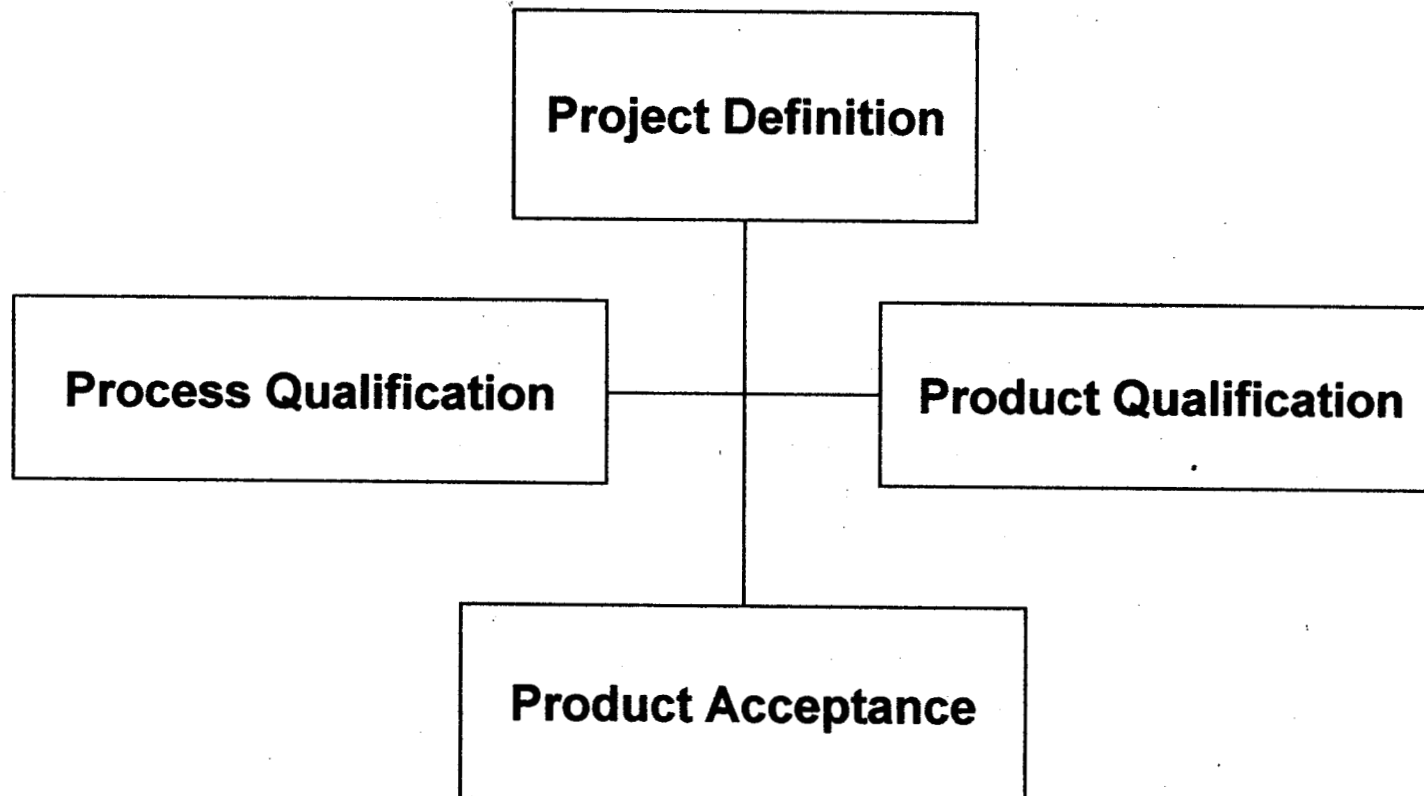 Project Definition
Process Qualification
Product Qualification
Product Acceptance